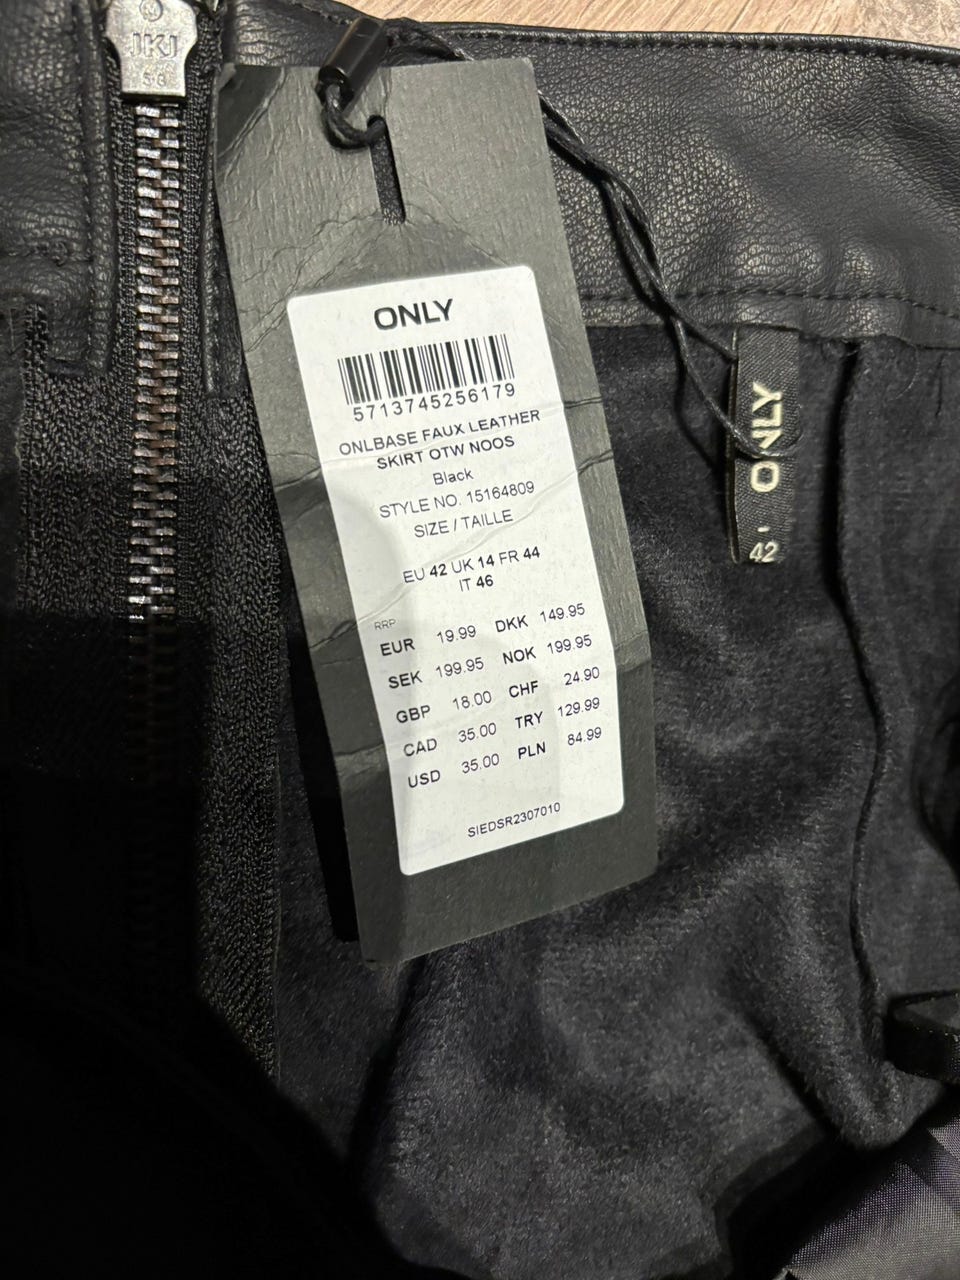 ONLY
5713745256179
ONLBASE FAUX LEATHER
SKIRT OTW NOOS
Black
STYLE NO. 15164809
SIZE / TAILLE
EU 42 UK 14 FR 44
IT 46
RRP
EUR 19.99 DKK 149.95
SEK 199.95 NOK 199.95
GBP 18.00 CHF 24.90
CAD 35.00 TRY 129.99
USD 35.00 PLN 84.99
SIEDSR2307010
ONLY
42